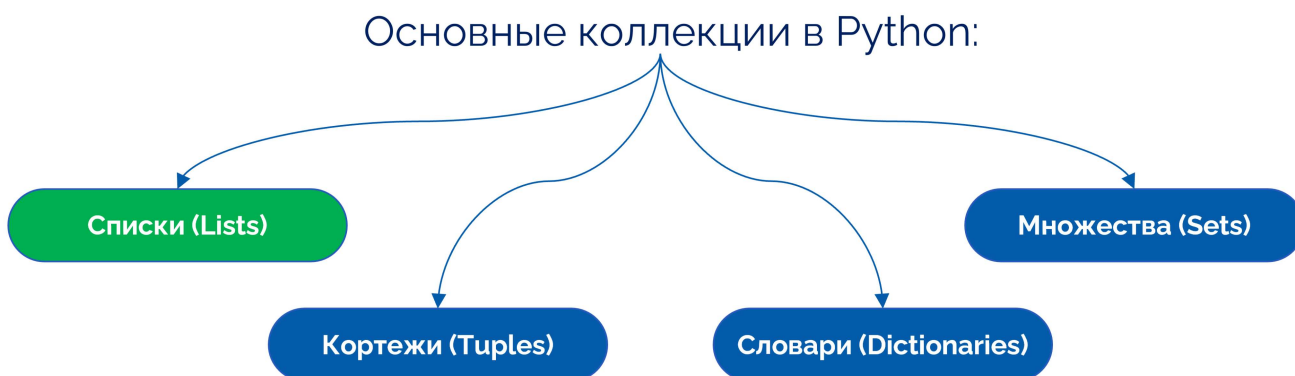 Основные коллекции в Python:
Списки (Lists)
Множества (Sets)
Кортежи (Tuples)
Словари (Dictionaries)